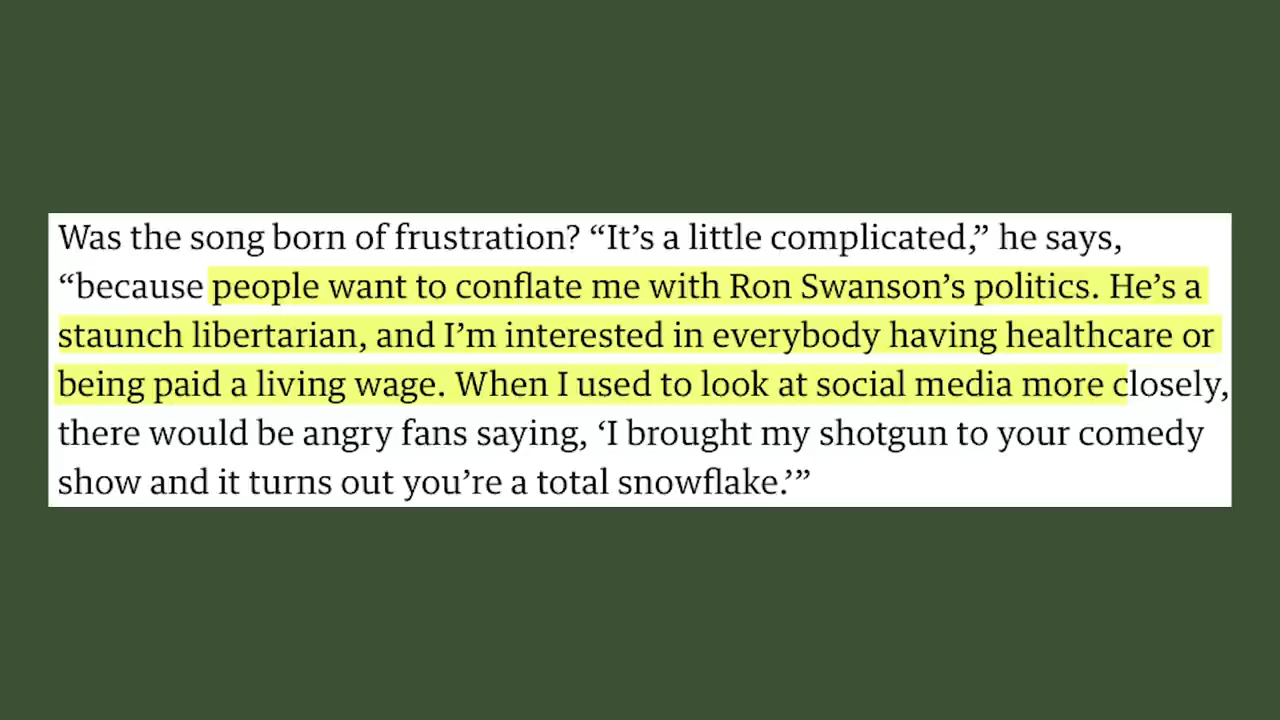 Was the song born of frustration? “It’s a little complicated,” he says,
“because people want to conflate me with Ron Swanson’s politics. He’s a
staunch libertarian, and I’m interested in everybody having healthcare or
being paid a living wage. When I used to look at social media more closely,
there would be angry fans saying, ‘I brought my shotgun to your comedy
show and it turns out you’re a total snowflake.’”